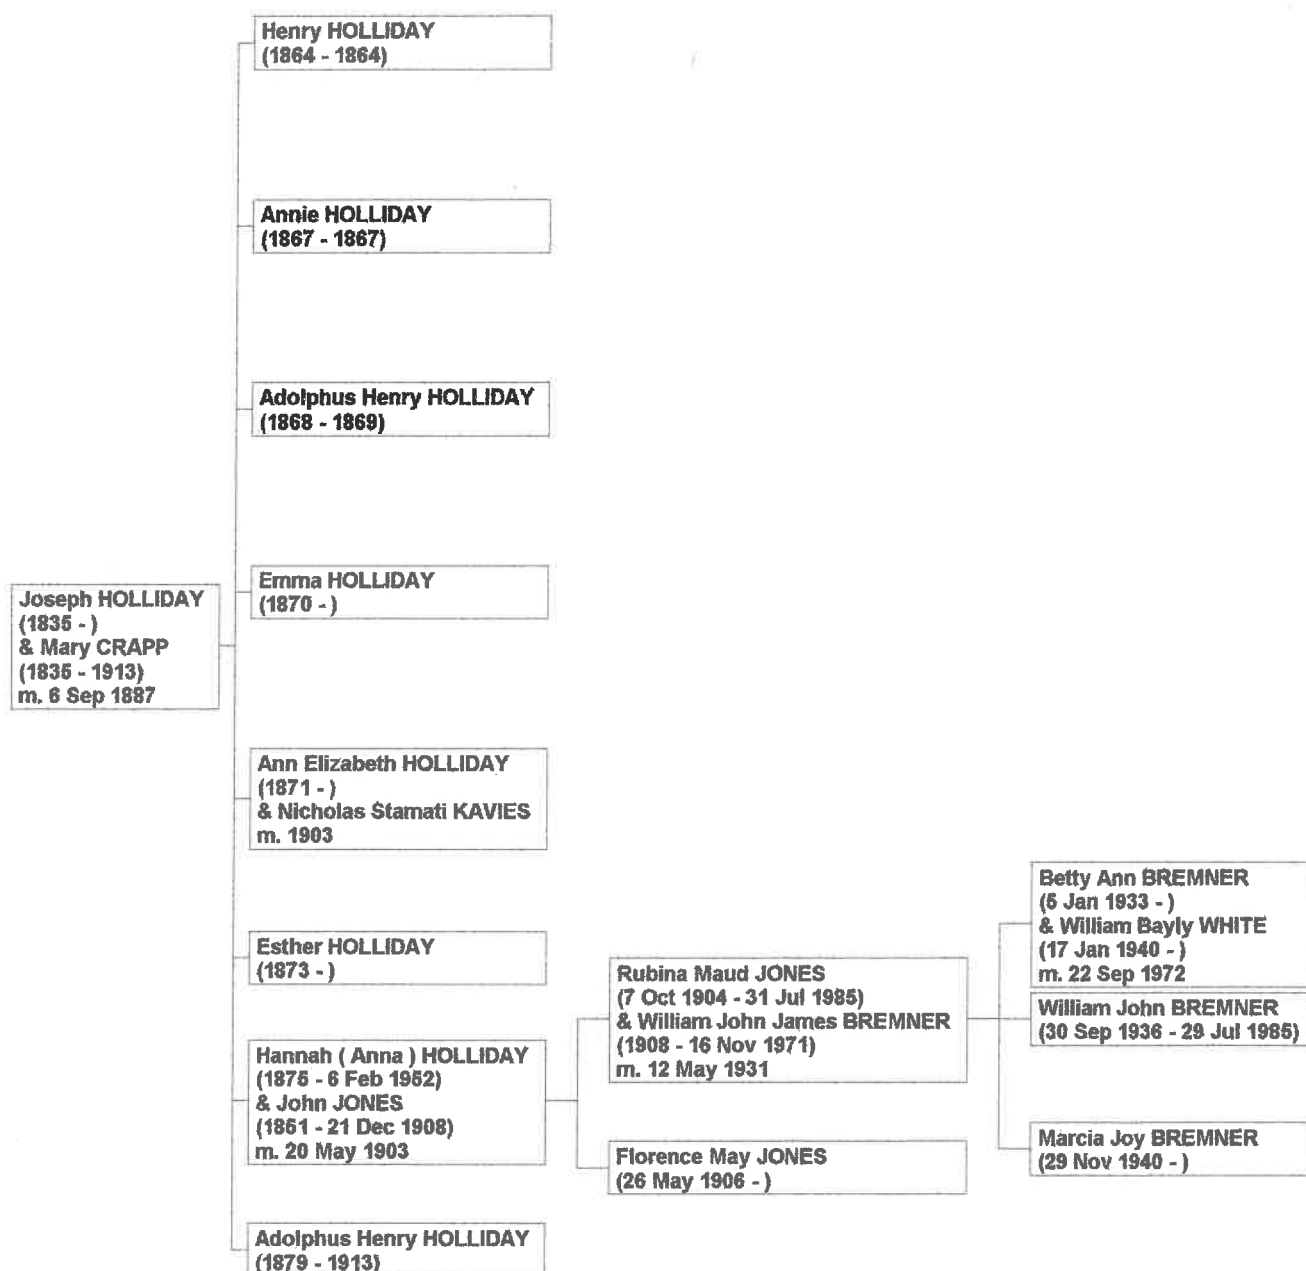 Henry HOLLIDAY
(1864 - 1864)
Annie HOLLIDAY
(1867 - 1867)
Adolphus Henry HOLLIDAY
(1868 - 1869)
Emma HOLLIDAY
(1870 - )
Joseph HOLLIDAY
(1835 - )
& Mary CRAPP
(1835 - 1913)
m. 6 Sep 1887
Ann Elizabeth HOLLIDAY
(1871 - )
& Nicholas Stamati KAVIES
m. 1903
Esther HOLLIDAY
(1873 - )
Hannah ( Anna ) HOLLIDAY
(1875 - 6 Feb 1952)
& John JONES
(1851 - 21 Dec 1908)
m. 20 May 1903
Adolphus Henry HOLLIDAY
(1879 - 1913)
Rubina Maud JONES
(7 Oct 1904 - 31 Jul 1985)
& William John James BREMNER
(1908 - 16 Nov 1971)
m. 12 May 1931
Florence May JONES
(26 May 1906 - )
Betty Ann BREMNER
(5 Jan 1933 - )
& William Bayly WHITE
(17 Jan 1940 - )
m. 22 Sep 1972
William John BREMNER
(30 Sep 1936 - 29 Jul 1985)
Marcia Joy BREMNER
(29 Nov 1940 - )